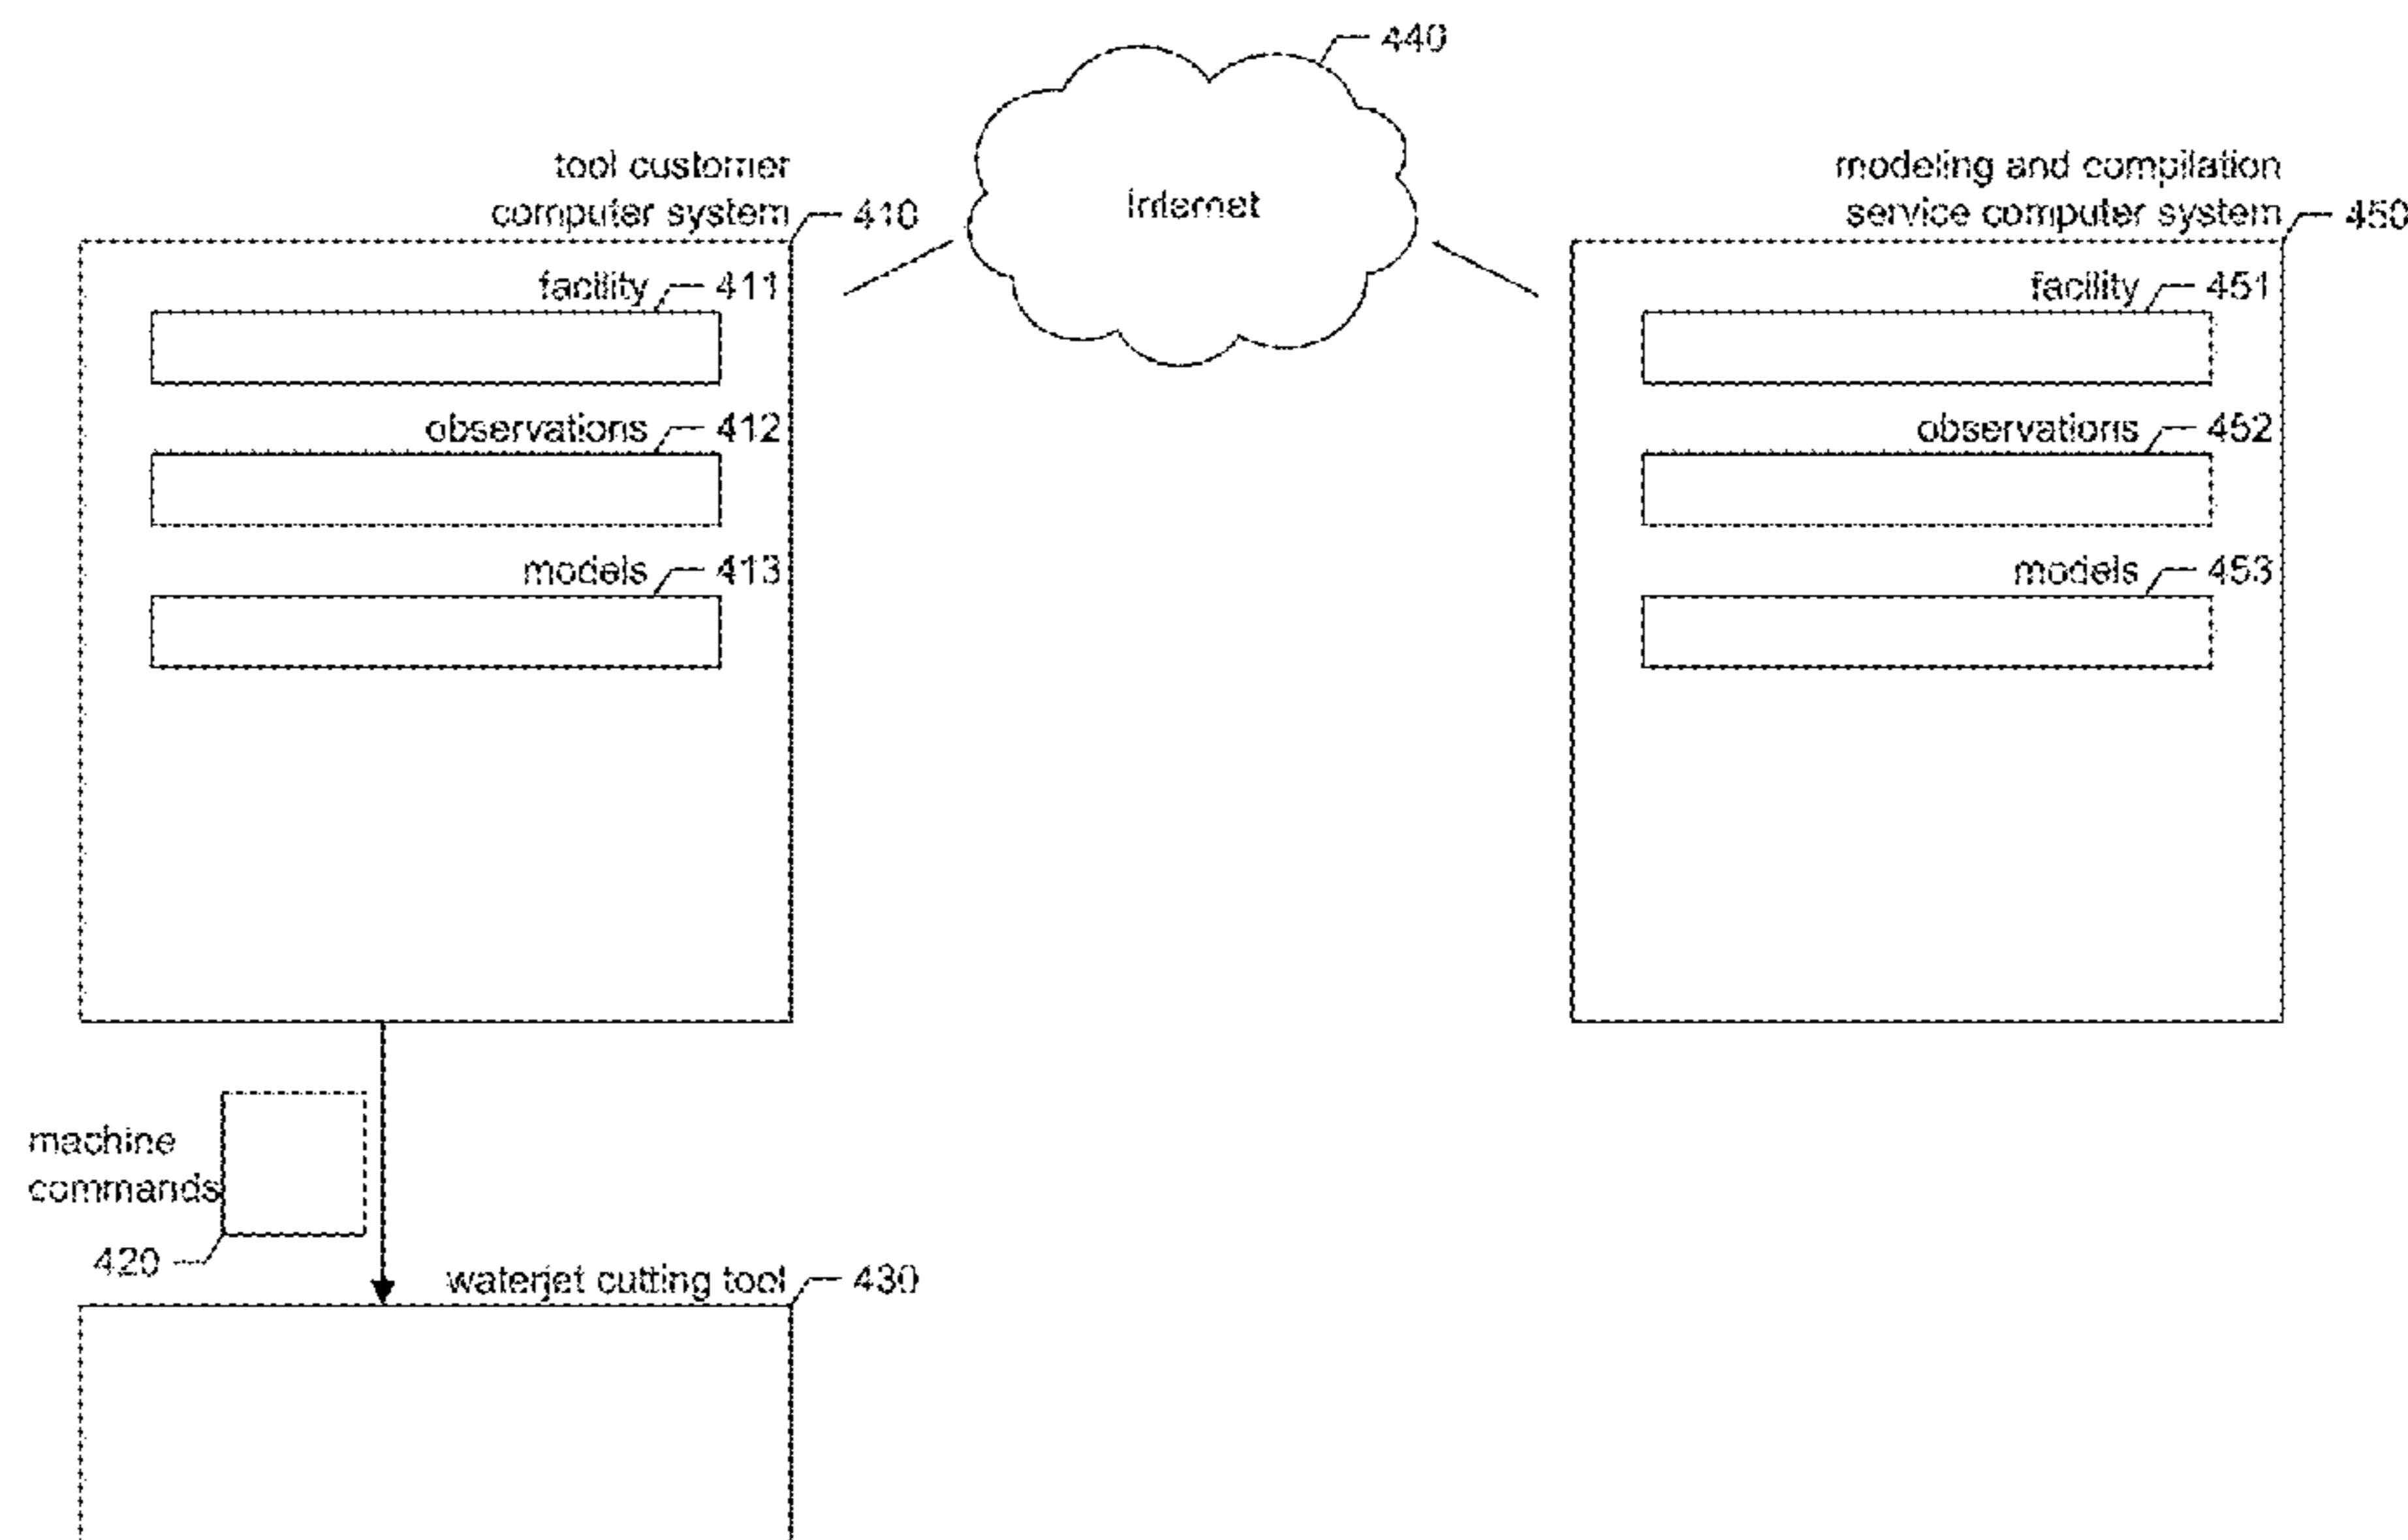 440
tool customer
computer system 410
Internet
modeling and compilation
service computer system 450
facility 411
facility 451
observations 412
observations 452
models 413
models 453
machine
commands
420
waterjet cutting tool 430